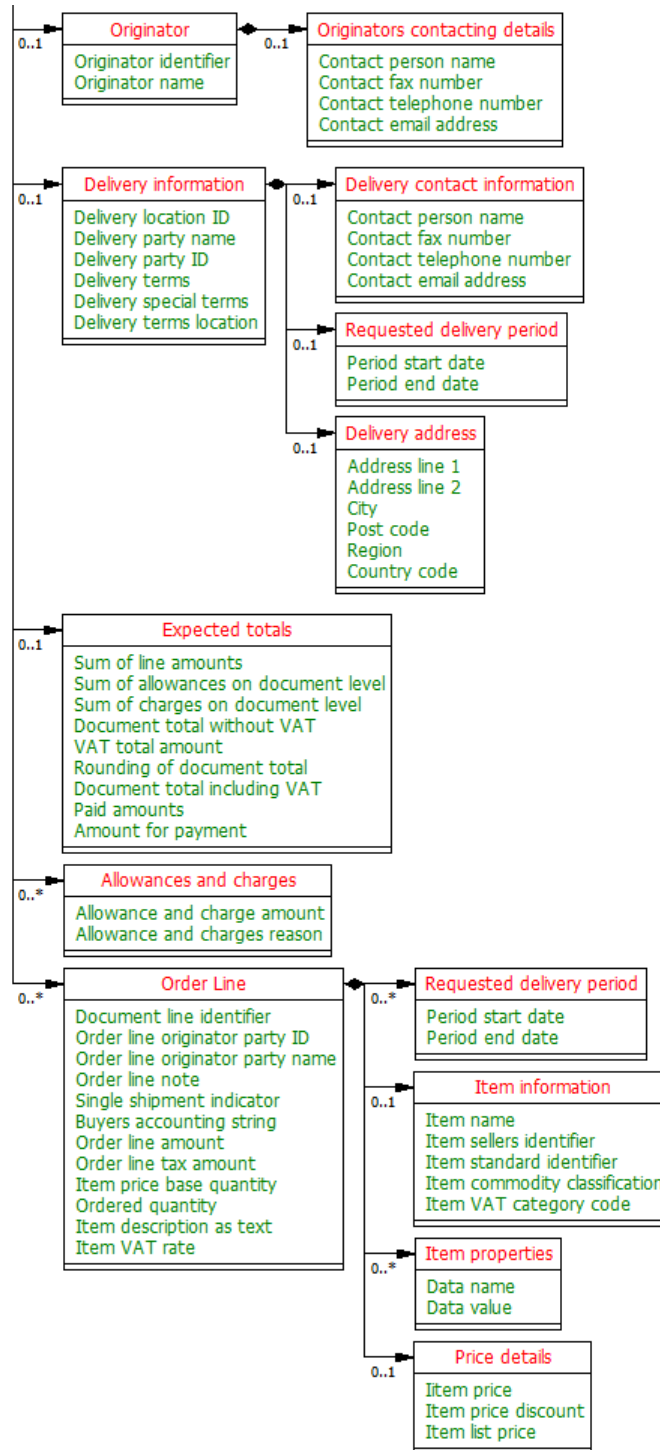 Originator
0..1
Originator identifier
Originator name
Originators contacting details
0..1
Contact person name
Contact fax number
Contact telephone number
Contact email address
Delivery information
0..1
Delivery location ID
Delivery party name
Delivery party ID
Delivery terms
Delivery special terms
Delivery terms location
Delivery contact information
0..1
Contact person name
Contact fax number
Contact telephone number
Contact email address
Requested delivery period
0..1
Period start date
Period end date
Delivery address
0..1
Address line 1
Address line 2
City
Post code
Region
Country code
Expected totals
0..1
Sum of line amounts
Sum of allowances on document level
Sum of charges on document level
Document total without VAT
VAT total amount
Rounding of document total
Document total including VAT
Paid amounts
Amount for payment
Allowances and charges
0..*
Allowance and charge amount
Allowance and charges reason
Order Line
0..*
Document line identifier
Order line originator party ID
Order line originator party name
Order line note
Single shipment indicator
Buyers accounting string
Order line amount
Order line tax amount
Item price base quantity
Ordered quantity
Item description as text
Item VAT rate
Requested delivery period
0..*
Period start date
Period end date
Item information
0..1
Item name
Item sellers identifier
Item standard identifier
Item commodity classification
Item VAT category code
Item properties
0..*
Data name
Data value
Price details
0..1
Iitem price
Item price discount
Item list price